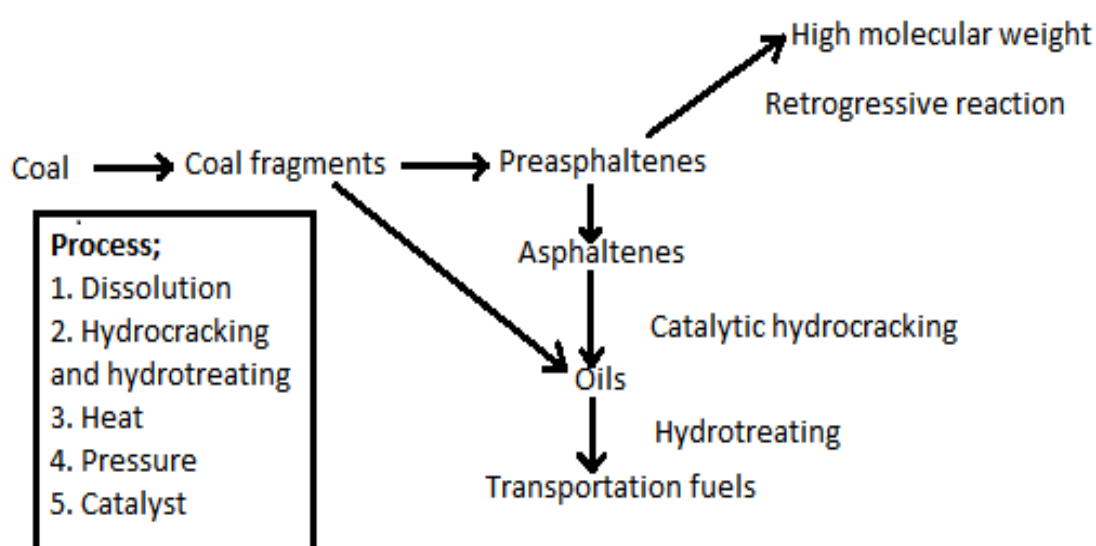 High molecular weight
Retrogressive reaction
Coal
Coal fragments
Preasphaltenes
Process;
1. Dissolution
2. Hydrocracking
and hydrotreating
3. Heat
4. Pressure
5. Catalyst
Asphaltenes
Catalytic hydrocracking
Oils
Hydrotreating
Transportation fuels